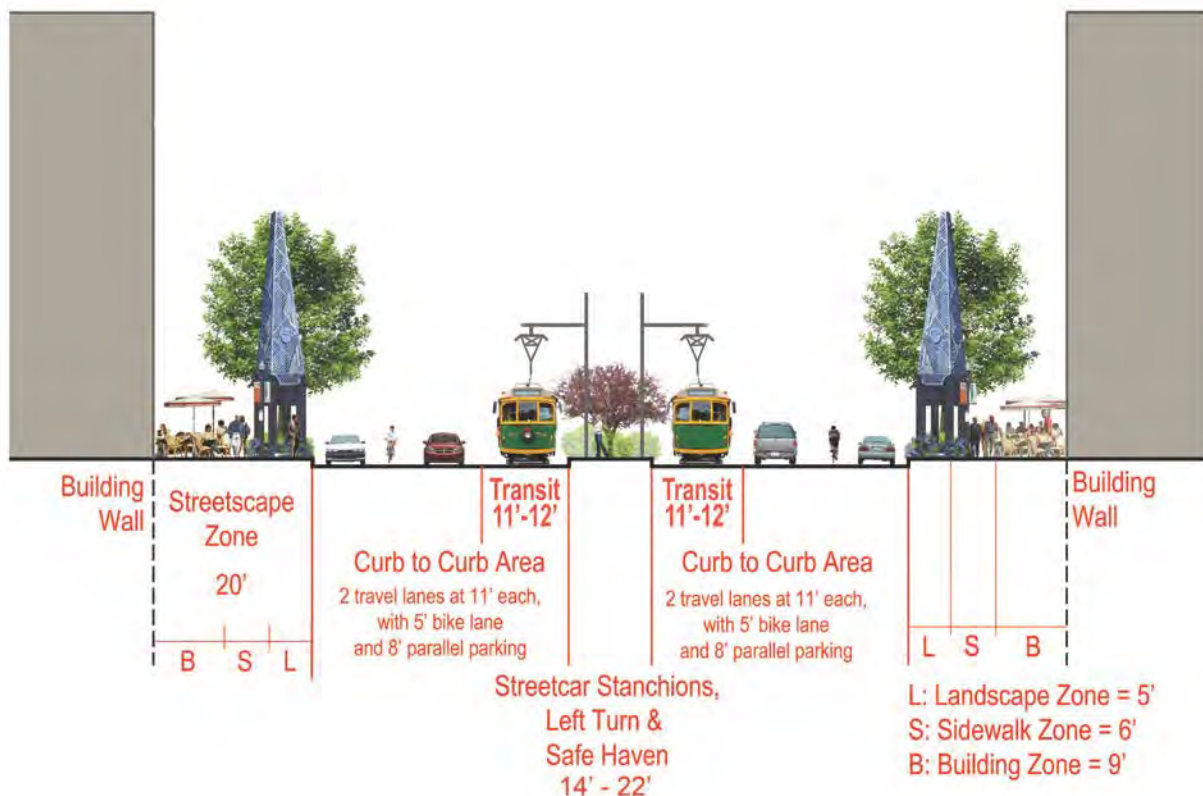 Building
Wall
Streetscape
Zone
20'
B
S
L
Transit
11'-12'
Curb to Curb Area
2 travel lanes at 11' each,
with 5' bike lane
and 8' parallel parking
Streetcar Stanchions,
Left Turn &
Safe Haven
14' - 22'
Transit
11'-12'
Curb to Curb Area
2 travel lanes at 11' each,
with 5' bike lane
and 8' parallel parking
L
S
B
Building
Wall
L: Landscape Zone = 5'
S: Sidewalk Zone = 6'
B: Building Zone = 9'